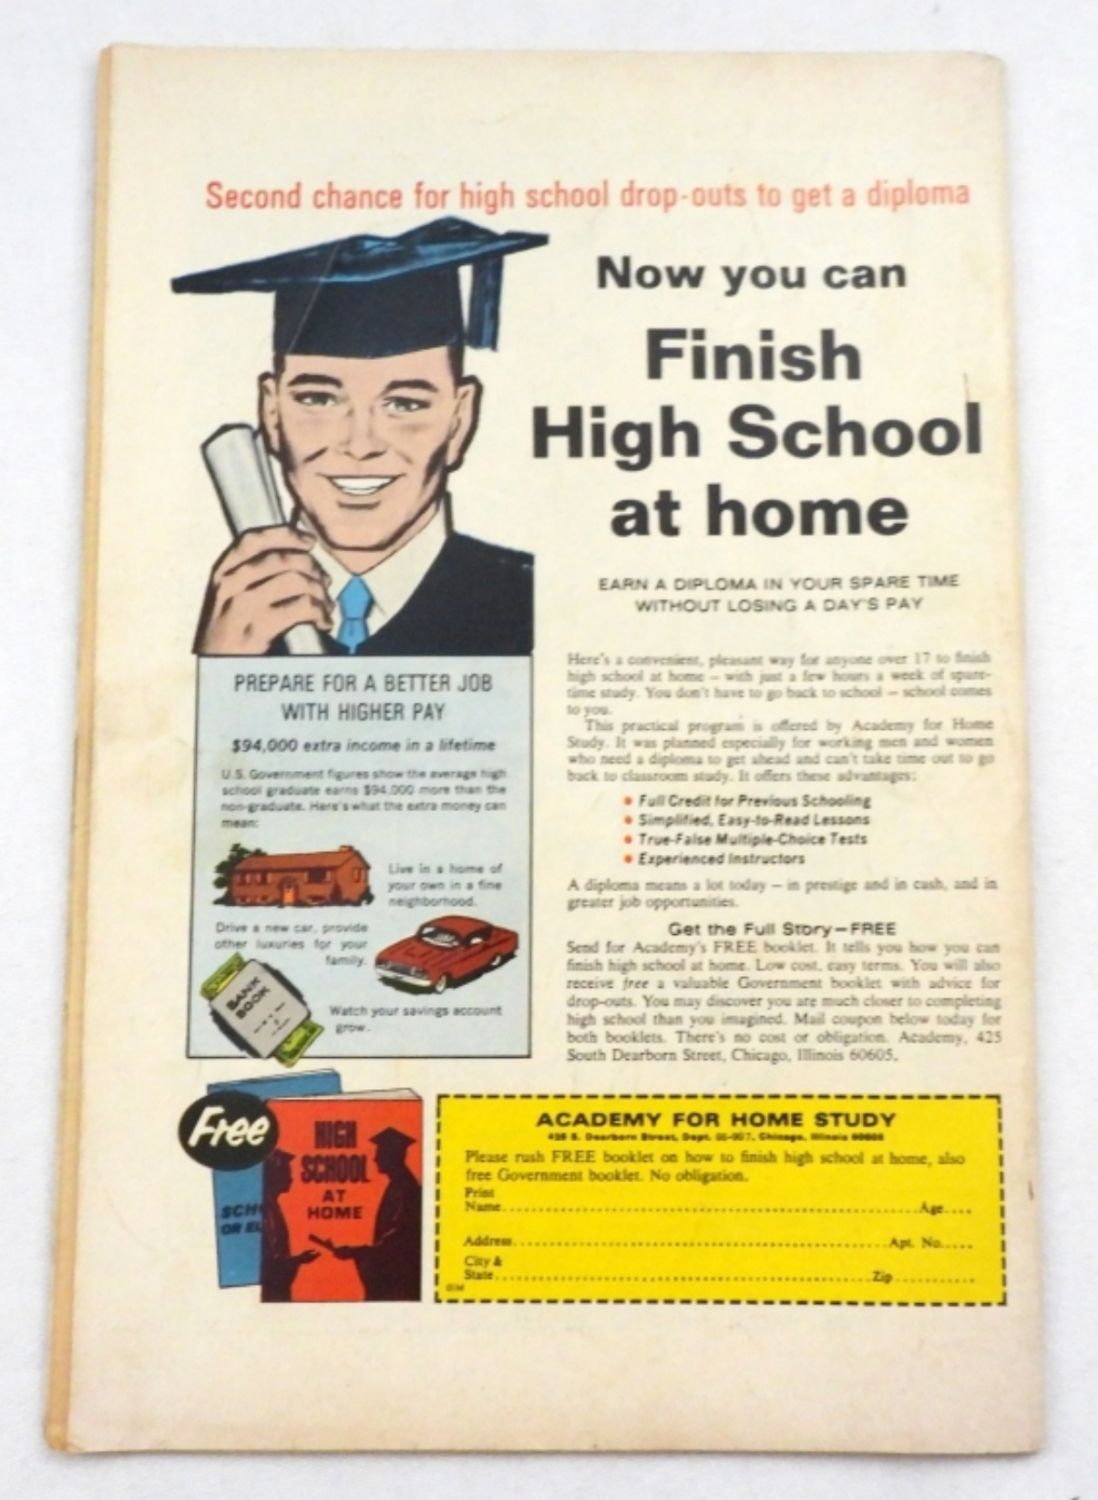 Second chance for high school drop-outs to get a diploma
Now you can
Finish
High School
at home
EARN A DIPLOMA IN YOUR SPARE TIME
WITHOUT LOSING A DAY'S PAY
PREPARE FOR A BETTER JOB
WITH HIGHER PAY
$94,000 extra income in a lifetime
U.S. Government figures show the average high
school graduate earns $94,000 more than the
non-graduate. Here's what the extra money can
mean:
Live in a home of
your own in a fine
neighborhood.
Drive a new car, provide
other luxuries for your
family.
BANK
BOOK
Watch your savings account
grow.
Here's a convenient, pleasant way for anyone over 17 to finish
high school at home – with just a few hours a week of spare-
time study. You don't have to go back to school – school comes
to you.
This practical program is offered by Academy for Home
Study. It was planned especially for working men and women
who need a diploma to get ahead and can't take time out to go
back to classroom study. It offers these advantages:
• Full Credit for Previous Schooling
• Simplified, Easy-to-Read Lessons
• True-False Multiple-Choice Tests
• Experienced Instructors
A diploma means a lot today – in prestige and in cash, and in
greater job opportunities.
Get the Full Story—FREE
Send for Academy's FREE booklet. It tells you how you can
finish high school at home. Low cost, easy terms. You will also
receive free a valuable Government booklet with advice for
drop-outs. You may discover you are much closer to completing
high school than you imagined. Mail coupon below today for
both booklets. There's no cost or obligation. Academy, 425
South Dearborn Street, Chicago, Illinois 60605.
Free
HIGH
SCHOOL
AT
HOME
SCH
OR EL
ACADEMY FOR HOME STUDY
425 S. Dearborn Street, Dept. Chicago, Illinois 60605
Please rush FREE booklet on how to finish high school at home, also
free Government booklet. No obligation.
Print
Name Age
Address Apt. No.
City &
State Zip